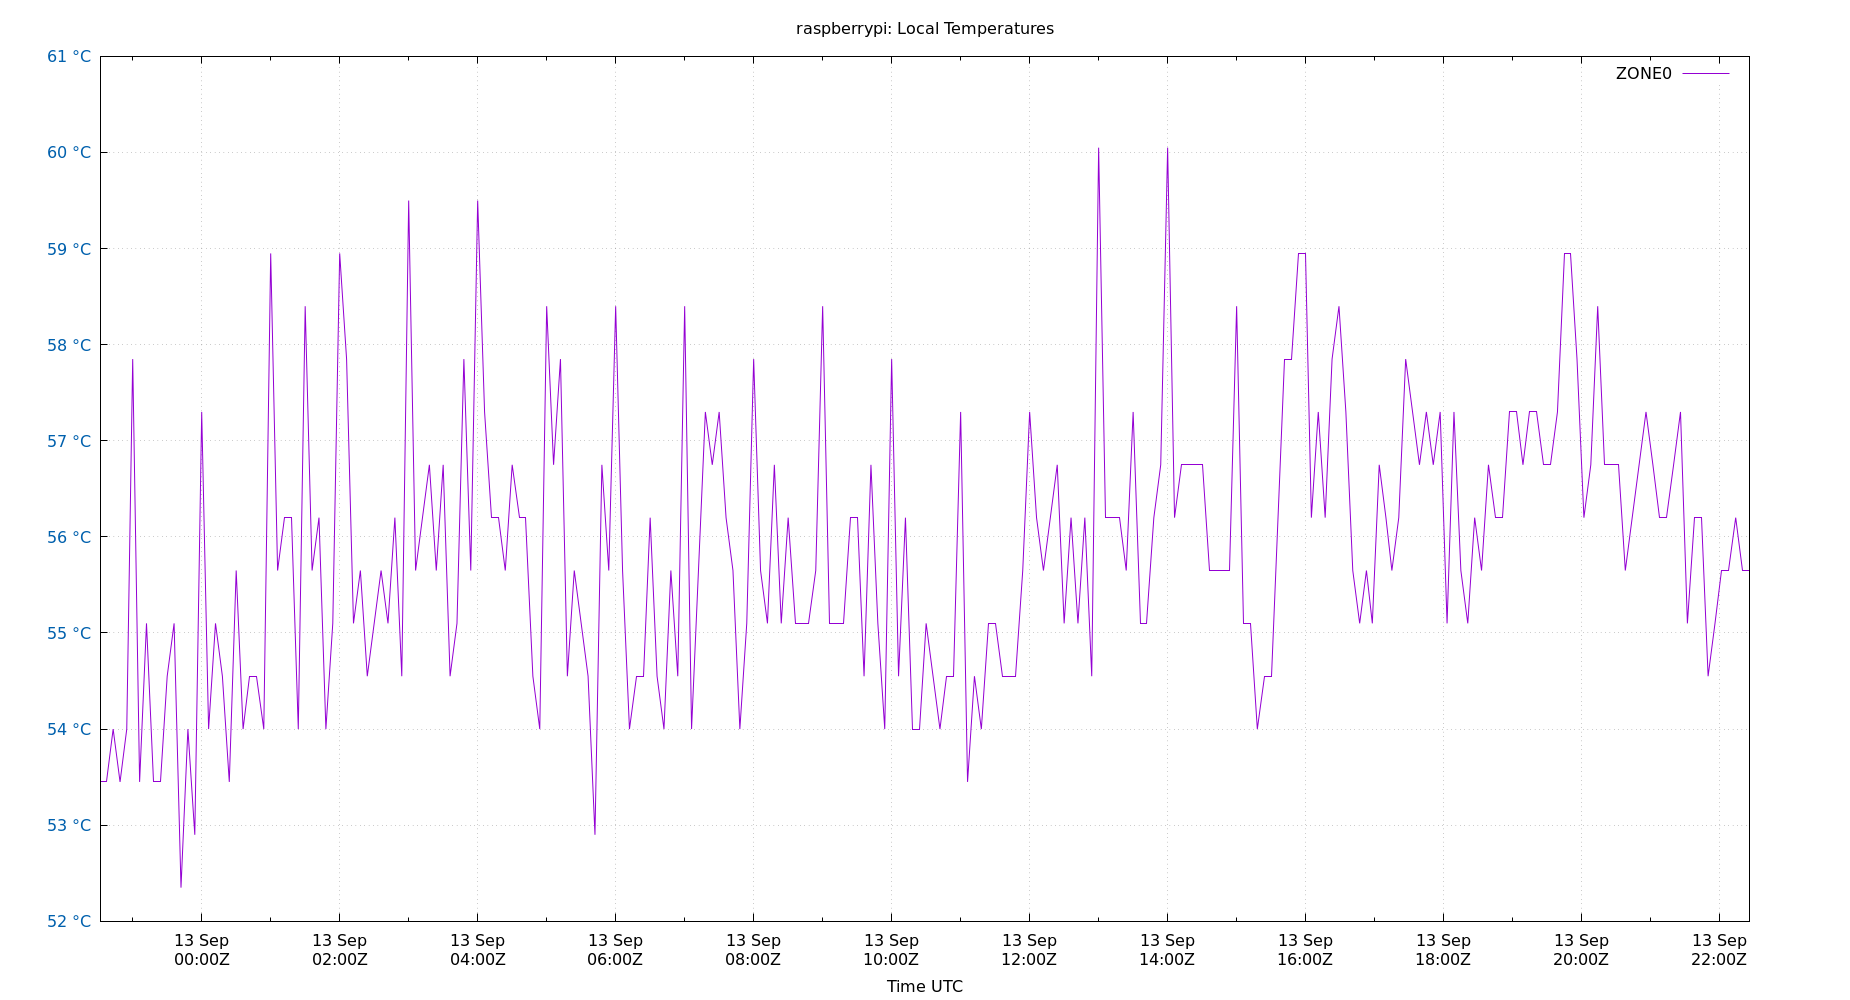 raspberrypi: Local Temperatures
61 °C
ZONE0
60 °C
59 °C
58 °C
57 °C
56 °C
55 °C
54 °C
53 °C
52 °C
13 Sep 13 Sep 13 Sep 13 Sep 13 Sep 13 Sep 13 Sep 13 Sep 13 Sep 13 Sep 13 Sep 13 Sep
00:00Z 02:00Z 04:00Z 06:00Z 08:00Z 10:00Z 12:00Z 14:00Z 16:00Z 18:00Z 20:00Z 22:00Z
Time UTC